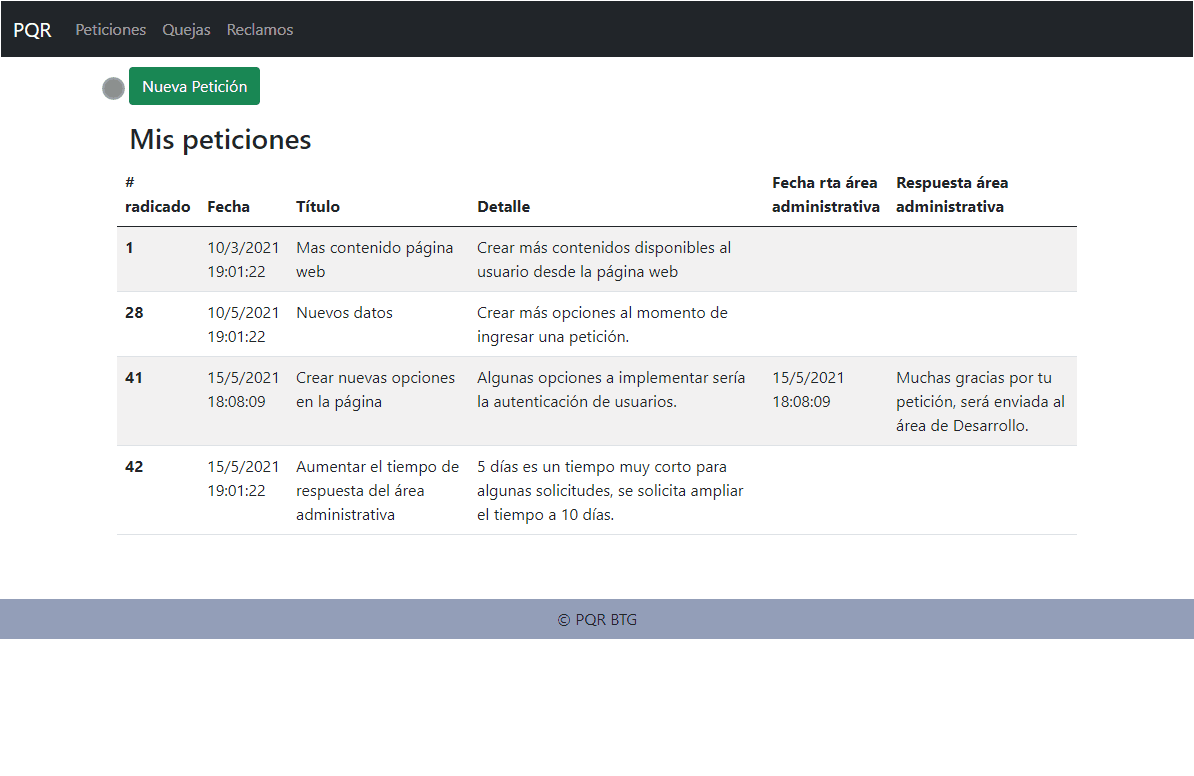 PQR Peticiones Quejas Reclamos
Nueva Petición
Mis peticiones
# Fecha rta área Respuesta área
radicado Fecha Título Detalle administrativa administrativa
1 10/3/2021 Mas contenido página Crear más contenidos disponibles al
19:01:22 web usuario desde la página web
28 10/5/2021 Nuevos datos Crear más opciones al momento de
19:01:22 ingresar una petición.
41 15/5/2021 Crear nuevas opciones Algunas opciones a implementar sería 15/5/2021 Muchas gracias por tu
18:08:09 en la página la autenticación de usuarios. 18:08:09 petición, será enviada al
área de Desarrollo.
42 15/5/2021 Aumentar el tiempo de 5 días es un tiempo muy corto para
19:01:22 respuesta del área algunas solicitudes, se solicita ampliar
administrativa el tiempo a 10 días.
© PQR BTG